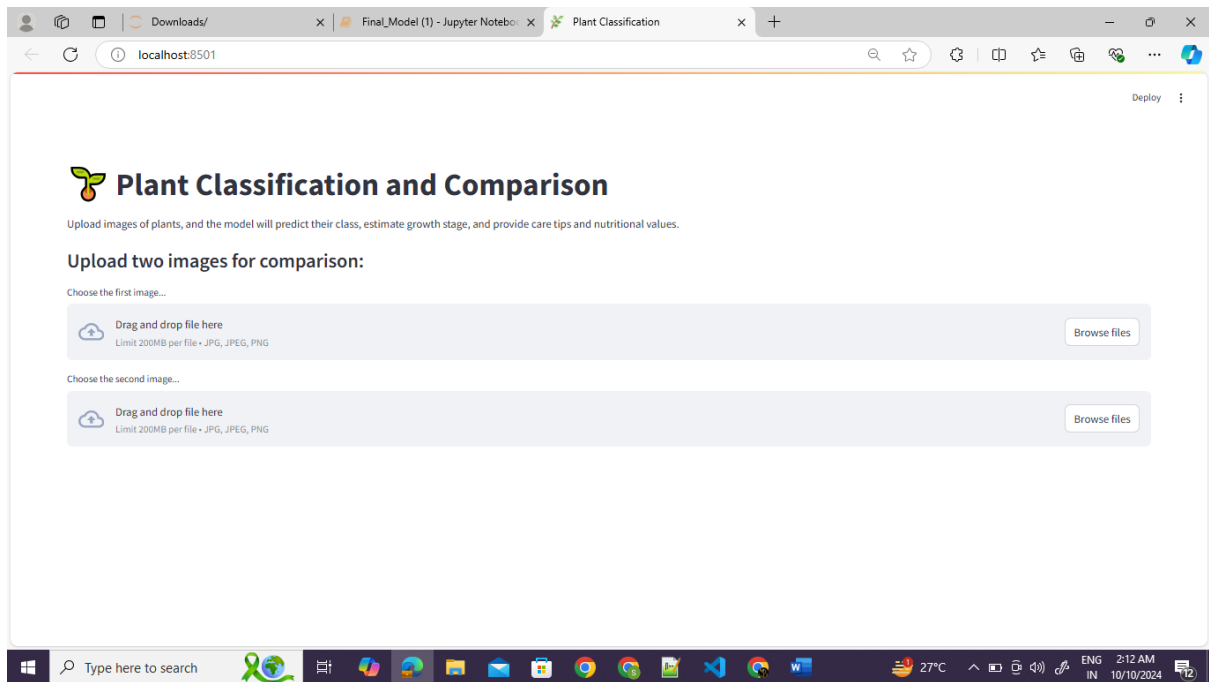 Downloads/
Final_Model (1) - Jupyter Noteboo
Plant Classification
localhost:8501
Deploy
Plant Classification and Comparison
Upload images of plants, and the model will predict their class, estimate growth stage, and provide care tips and nutritional values.
Upload two images for comparison:
Choose the first image...
Drag and drop file here
Limit 200MB per file • JPG, JPEG, PNG
Browse files
Choose the second image...
Drag and drop file here
Limit 200MB per file • JPG, JPEG, PNG
Browse files
Type here to search
27°C
ENG
IN
2:12 AM
10/10/2024
12